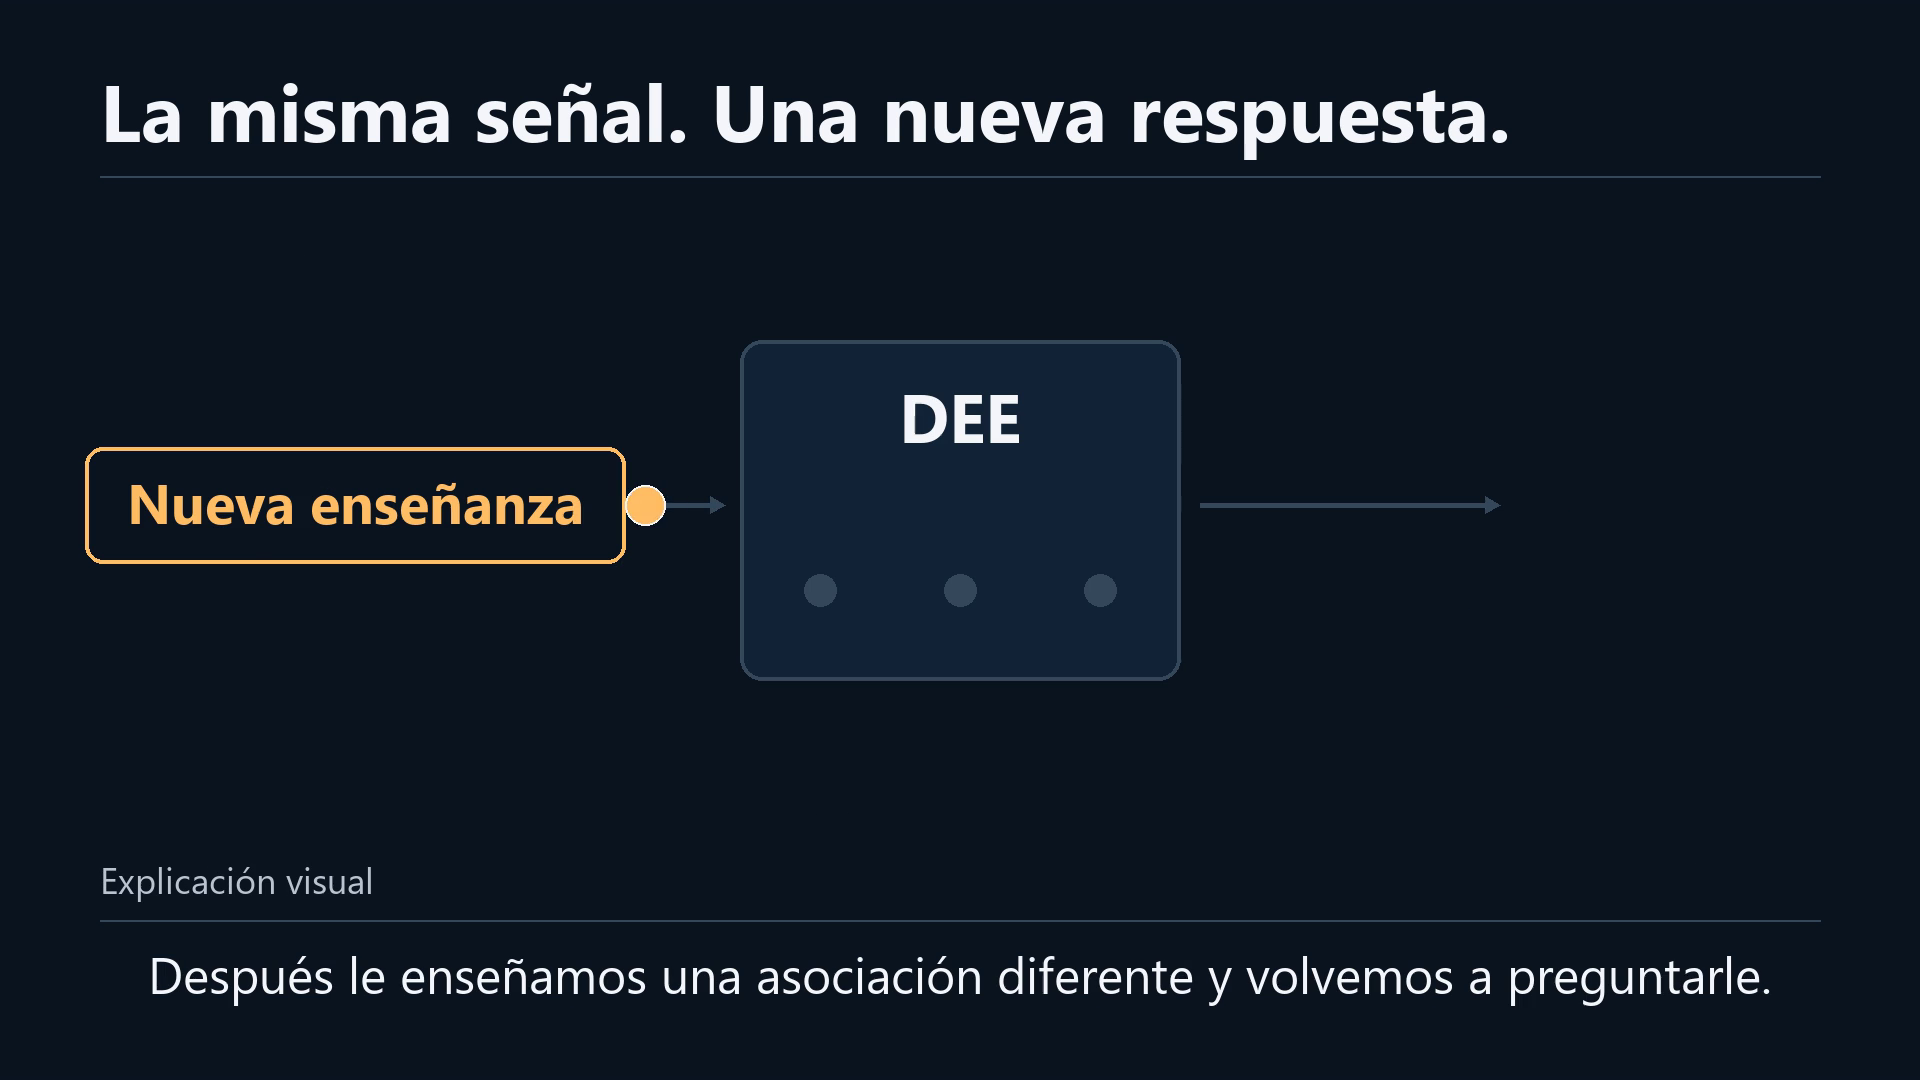 La misma señal. Una nueva respuesta.
DEE
Nueva enseñanza
Explicación visual
Después le enseñamos una asociación diferente y volvemos a preguntarle.